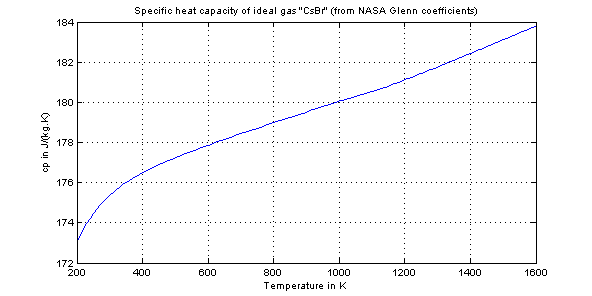 Specific heat capacity of ideal gas "CsBr" (from NASA Glenn coefficients)
184
182
180
178
176
174
172
cp in J/(kg.K)
200 400 600 800 1000 1200 1400 1600
Temperature in K